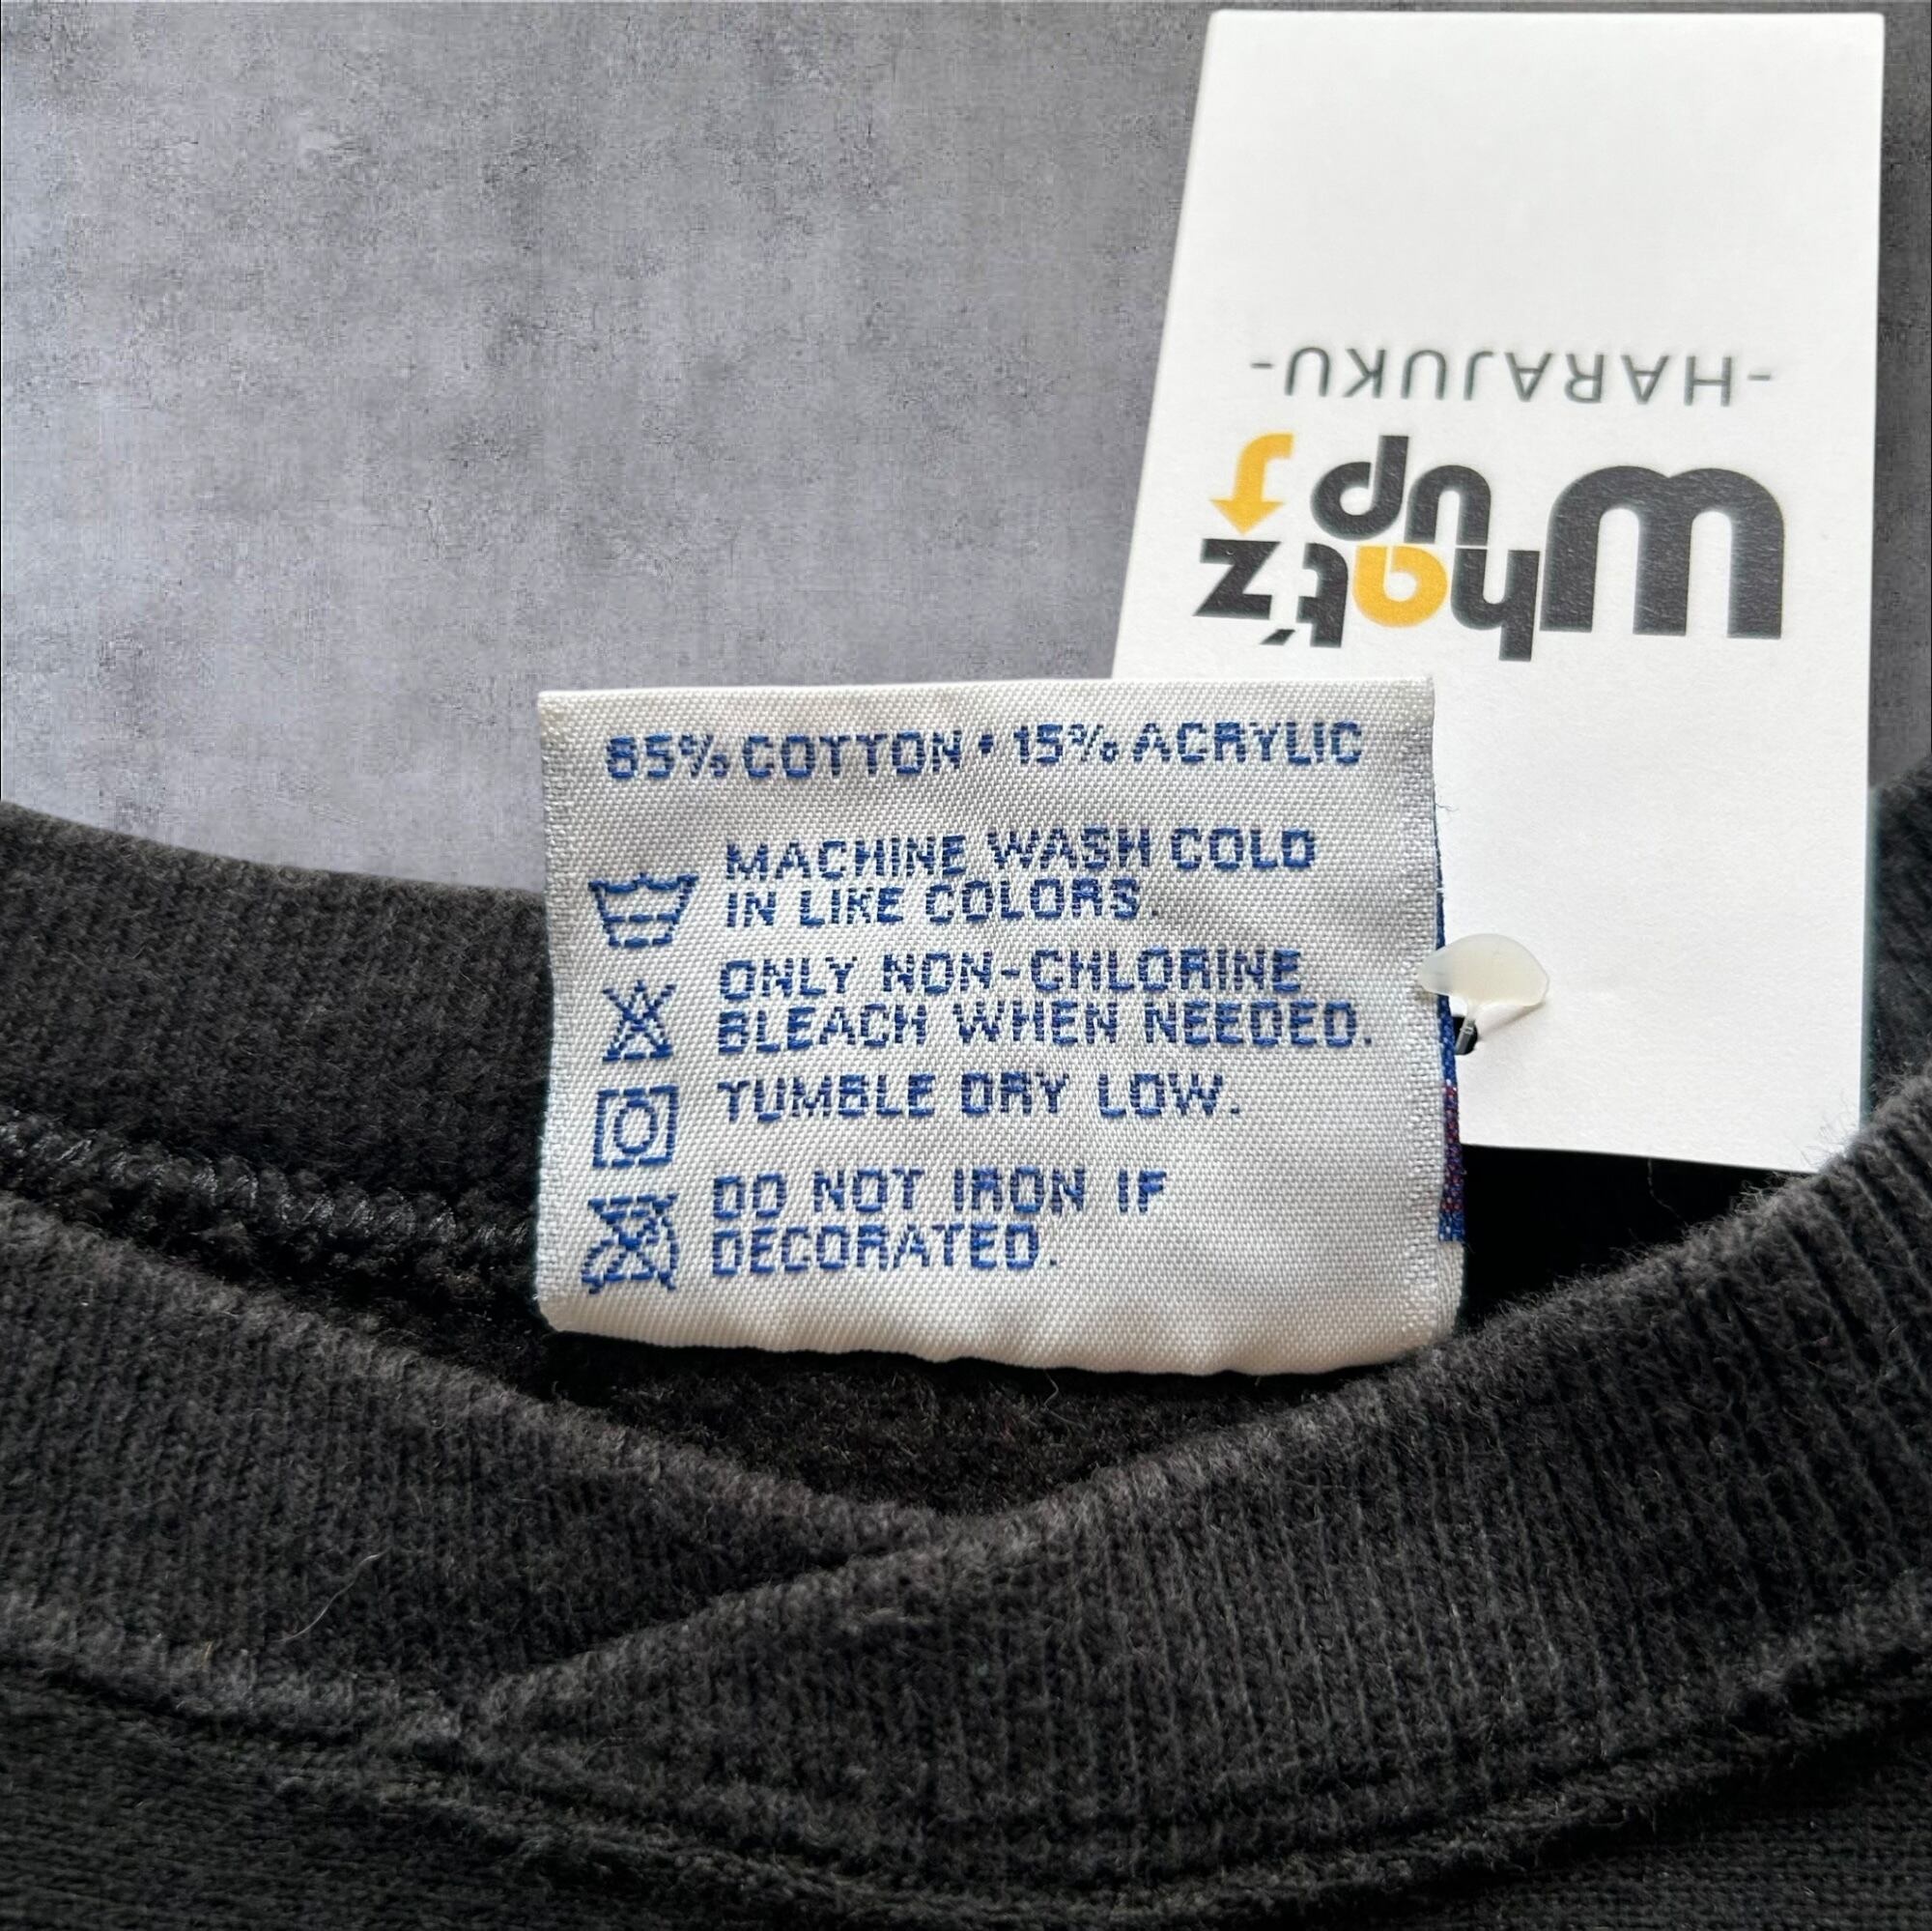 -HARAJUKU-
What'z
up
85% COTTON • 15% ACRYLIC
MACHINE WASH COLD
IN LIKE COLORS.
ONLY NON-CHLORINE
BLEACH WHEN NEEDED.
TUMBLE DRY LOW.
DO NOT IRON IF
DECORATED.